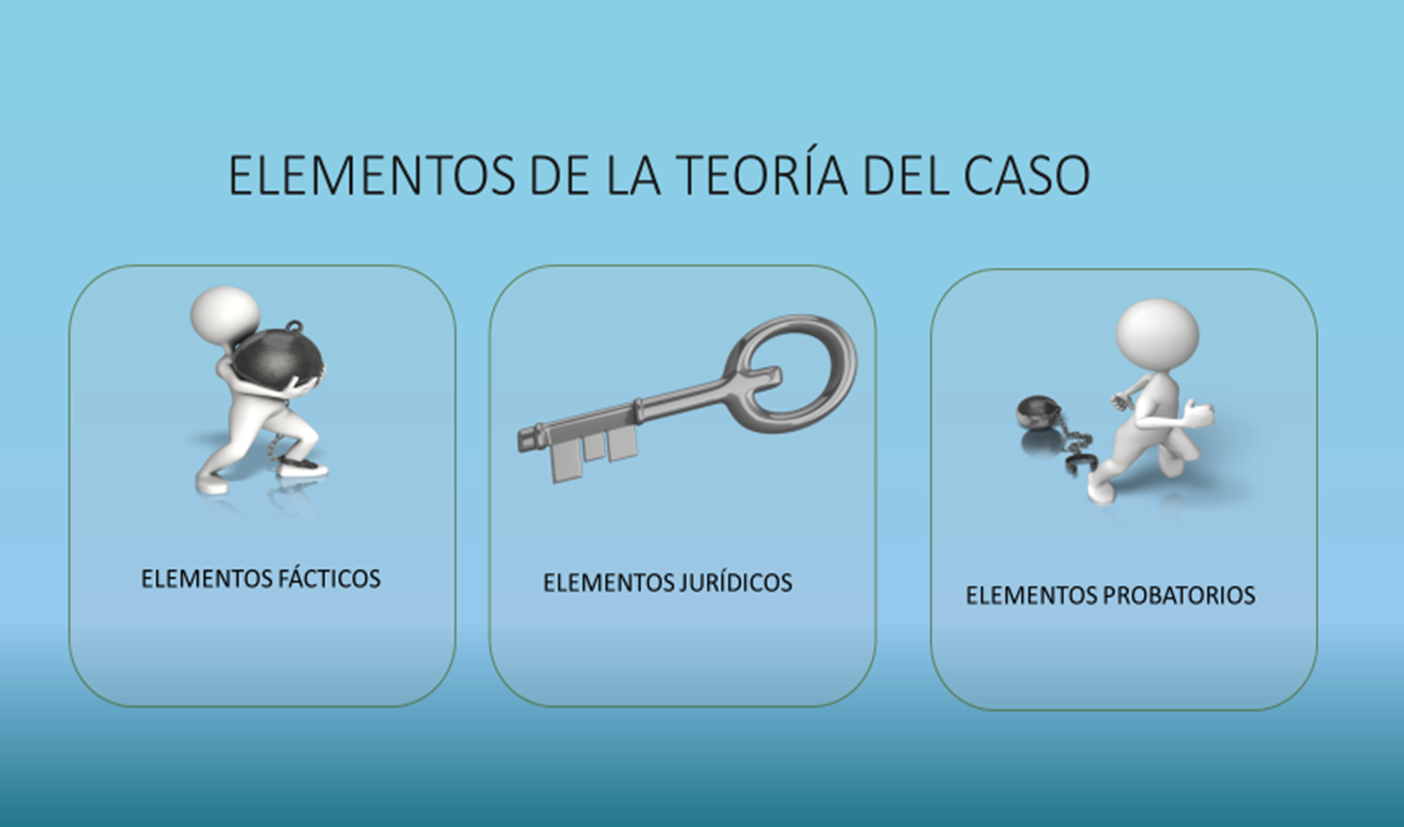 ELEMENTOS DE LA TEORÍA DEL CASO
ELEMENTOS FÁCTICOS
ELEMENTOS JURÍDICOS
ELEMENTOS PROBATORIOS